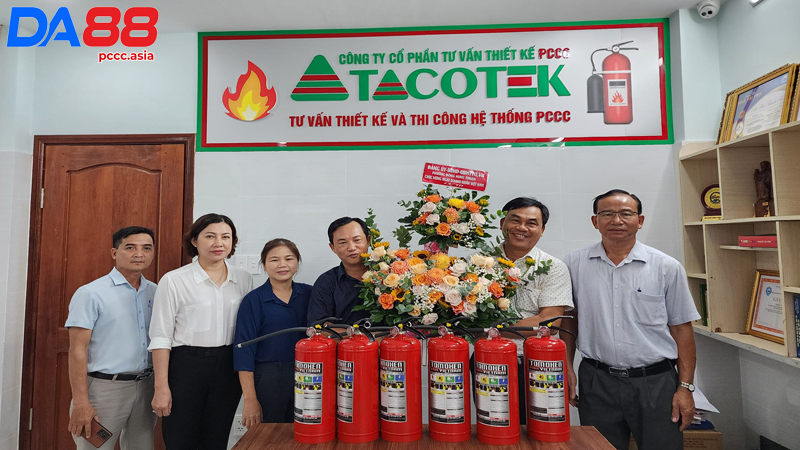 DA88
pccc.asia
CÔNG TY CỔ PHẦN TƯ VẤN THIẾT KẾ PCCC
TACOTEK
TƯ VẤN THIẾT KẾ VÀ THI CÔNG HỆ THỐNG PCCC
TOMOKEN
TOMOKEN
TOMOKEN
TOMOKEN
TOMOKEN
TOMOKEN